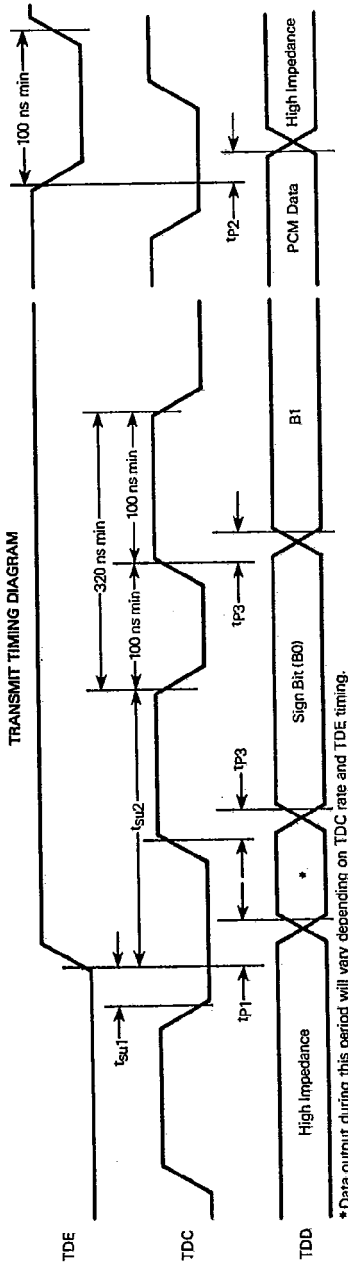 TRANSMIT TIMING DIAGRAM
100 ns min
TDE
tsu1
tsu2
320 ns min
100 ns min
100 ns min
TDC
tP1
tP3
tP3
tP2
TDD
High Impedance
*
Sign Bit (B0)
B1
PCM Data
High Impedance
*Data output during this period will vary depending on TDC rate and TDE timing.